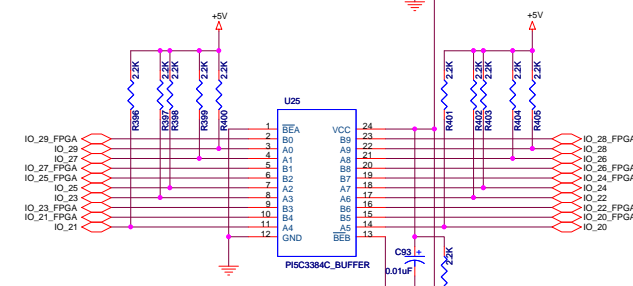 +5V
+5V
2.2K
2.2K
2.2K
2.2K
2.2K
2.2K
2.2K
2.2K
2.2K
2.2K
R396
R397
R398
R399
R400
R401
R402
R403
R404
R405
U25
IO_29_FPGA
IO_29
IO_27
IO_27_FPGA
IO_25_FPGA
IO_25
IO_23
IO_23_FPGA
IO_21_FPGA
IO_21
1 BEA VCC 24
2 B0 B9 23
3 A0 A9 22
4 A1 A8 21
5 B1 B8 20
6 B2 B7 19
7 A2 A7 18
8 A3 A6 17
9 B3 B6 16
10 B4 B5 15
11 A4 A5 14
12 GND BEB 13
IO_28_FPGA
IO_28
IO_26
IO_26_FPGA
IO_24_FPGA
IO_24
IO_22
IO_22_FPGA
IO_20_FPGA
IO_20
PI5C3384C_BUFFER
C93 +
0.01uF
2.2K